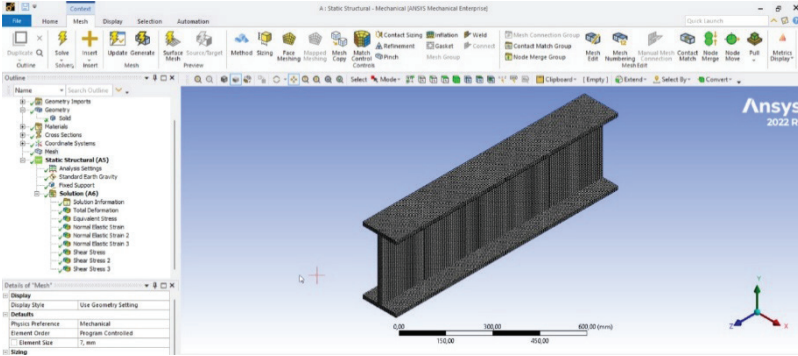 Context
A : Static Structural - Mechanical [ANSYS Mechanical Enterprise]
File Home Mesh Display Selection Automation Quick Launch
Duplicate Q Solve Insert Update Generate Surface Mesh Source/Target Method Sizing Face Meshing Mapped Meshing Mesh Copy Match Control Contact Sizing Refinement Pinch Inflation Gasket Weld Connect Mesh Connection Group Contact Match Group Node Merge Group Mesh Edit Mesh Numbering Manual Mesh Connection Contact Match Node Merge Node Move Pull Metrics Display
Outline Solver Insert Mesh Preview Controls Mesh Group Mesh Edit
Outline
Name Search Outline
Select Mode Clipboard [ Empty ] Extend Select By Convert
Geometry Imports
Geometry
Solid
Materials
Cross Sections
Coordinate Systems
Mesh
Static Structural (A5)
Analysis Settings
Standard Earth Gravity
Fixed Support
Solution (A6)
Solution Information
Total Deformation
Equivalent Stress
Normal Elastic Strain
Normal Elastic Strain 2
Normal Elastic Strain 3
Shear Stress
Shear Stress 2
Shear Stress 3
Ansys
2022 R
Details of "Mesh"
Display
Display Style Use Geometry Setting
Defaults
Physics Preference Mechanical
Element Order Program Controlled
Element Size 7, mm
Sizing
0,00 300,00 600,00 (mm)
150,00 450,00
Y
Z X